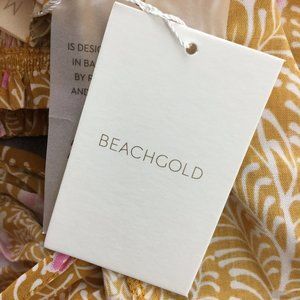 IS DESIG
IN BA
BY
AND
BEACHGOLD